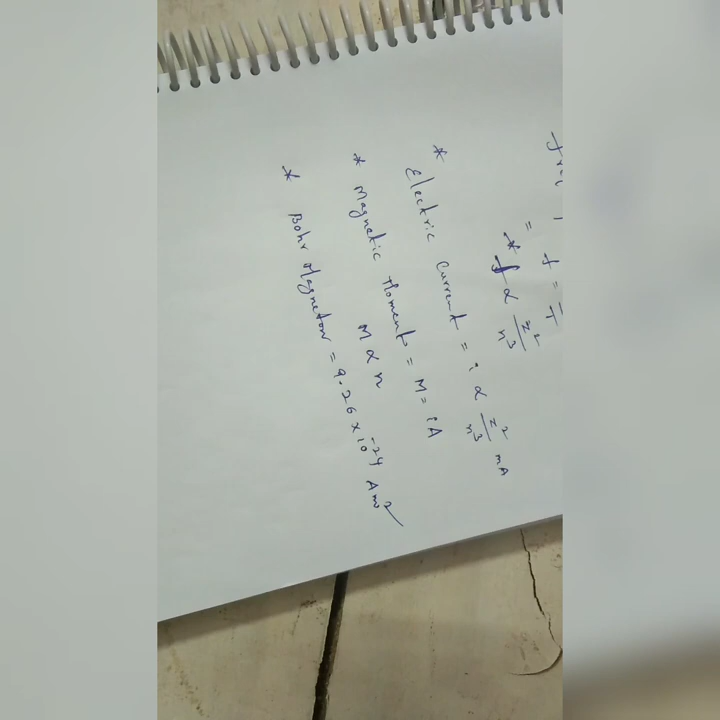 f = 1/T
* f ∝ z²/n³
* Electric current = i ∝ z²/n³ mA
* Magnetic Moment = M = iA
M ∝ n
* Bohr Magneton = 9.26 × 10⁻²⁴ Am²